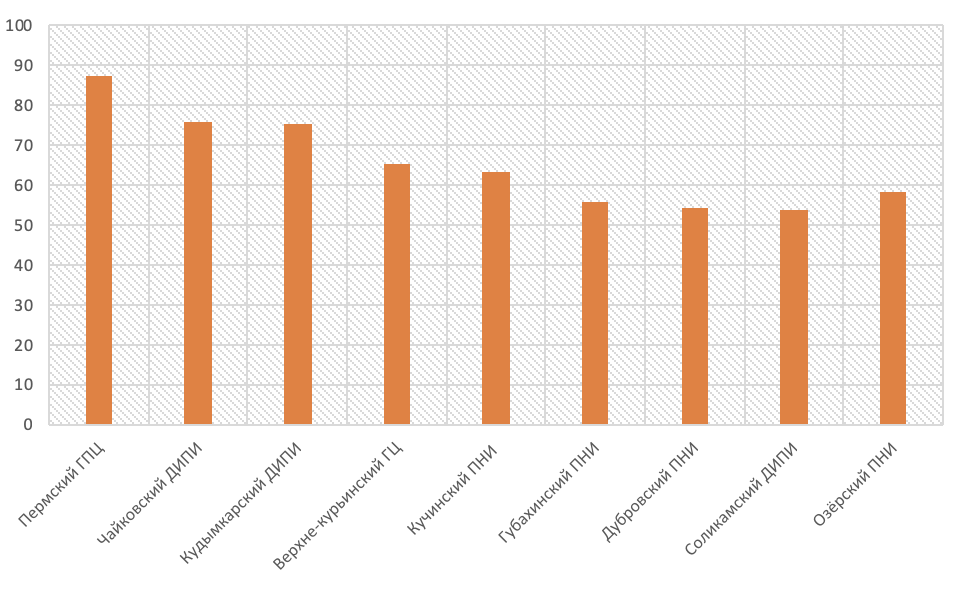 100
90
80
70
60
50
40
30
20
10
0
Пермский ГПЦ
Чайковский ДИПИ
Кудымкарский ДИПИ
Верхне-курьинский ГЦ
Кучинский ПНИ
Губахинский ПНИ
Дубровский ПНИ
Соликамский ДИПИ
Озёрский ПНИ